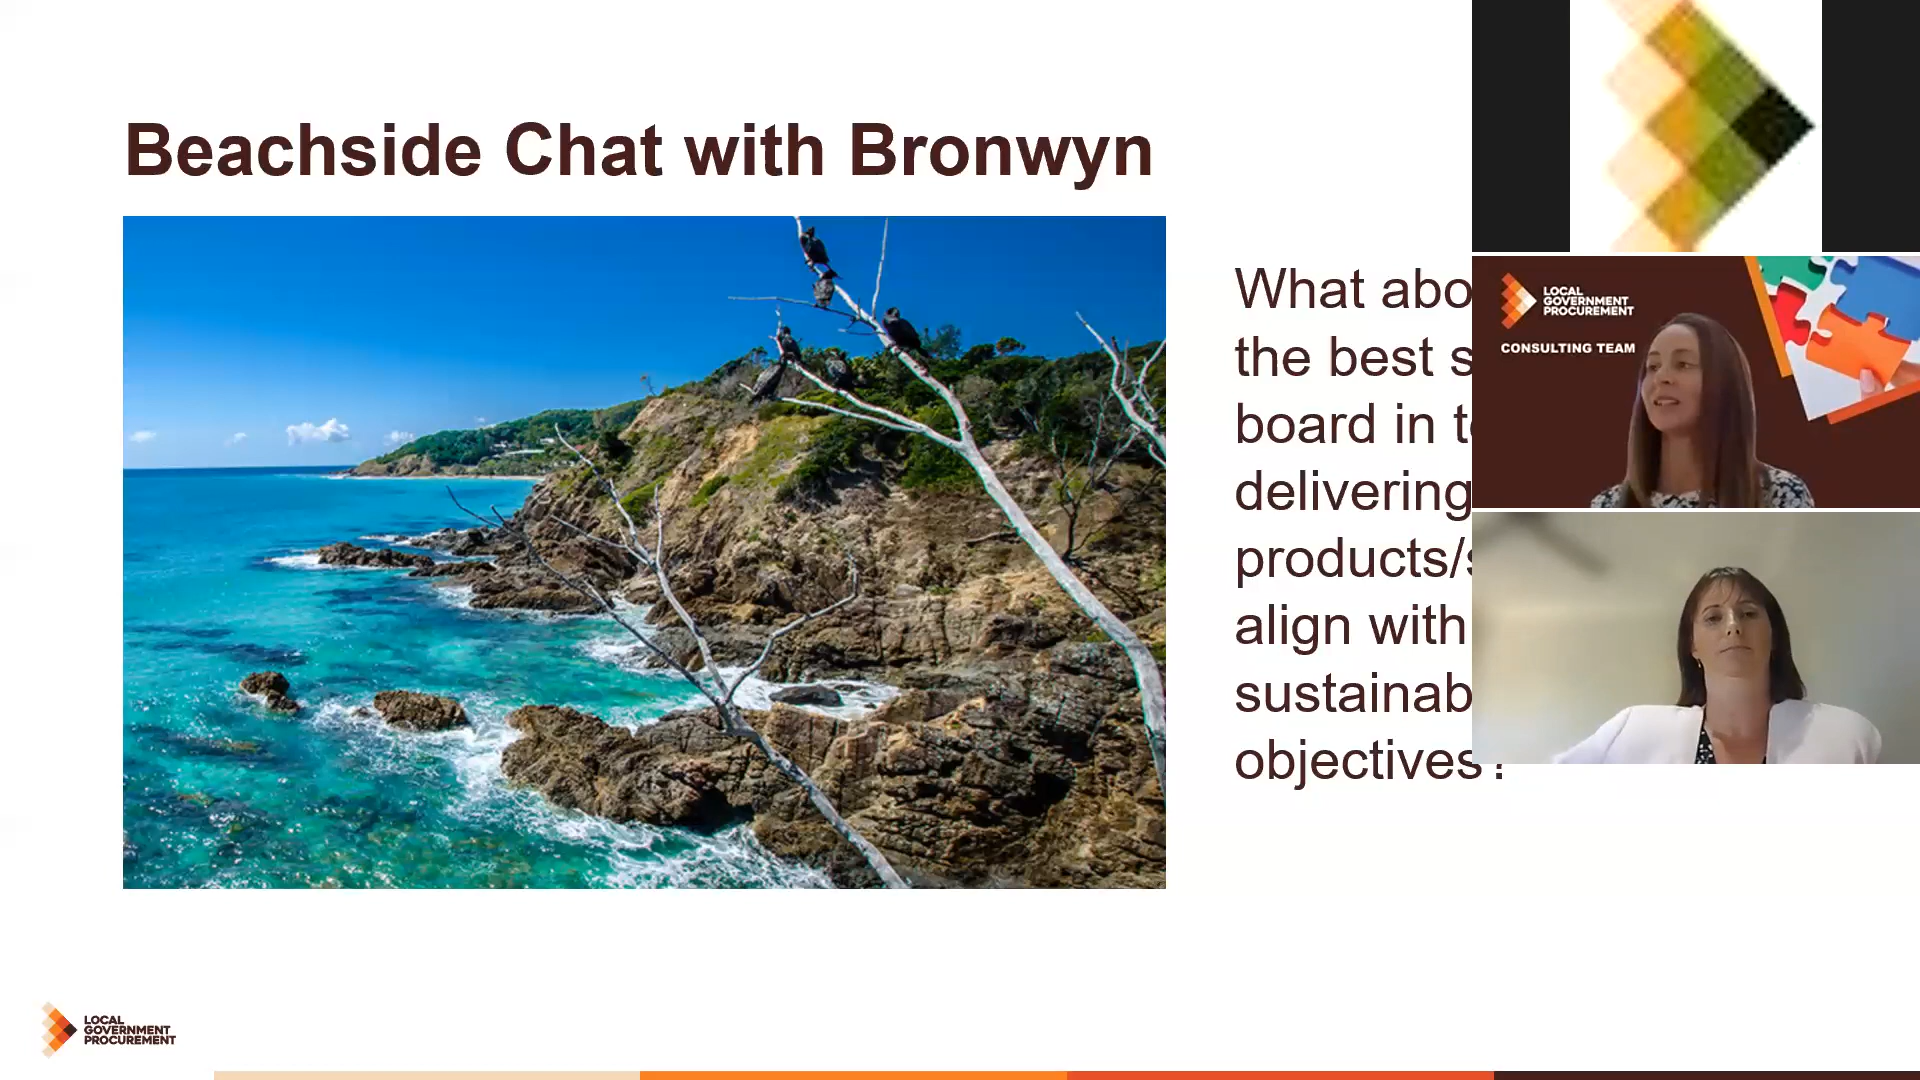 Beachside Chat with Bronwyn
What abo
the best s
board in t
delivering
products/s
align with
sustainab
objectives?
LOCAL
GOVERNMENT
PROCUREMENT
CONSULTING TEAM
LOCAL
GOVERNMENT
PROCUREMENT